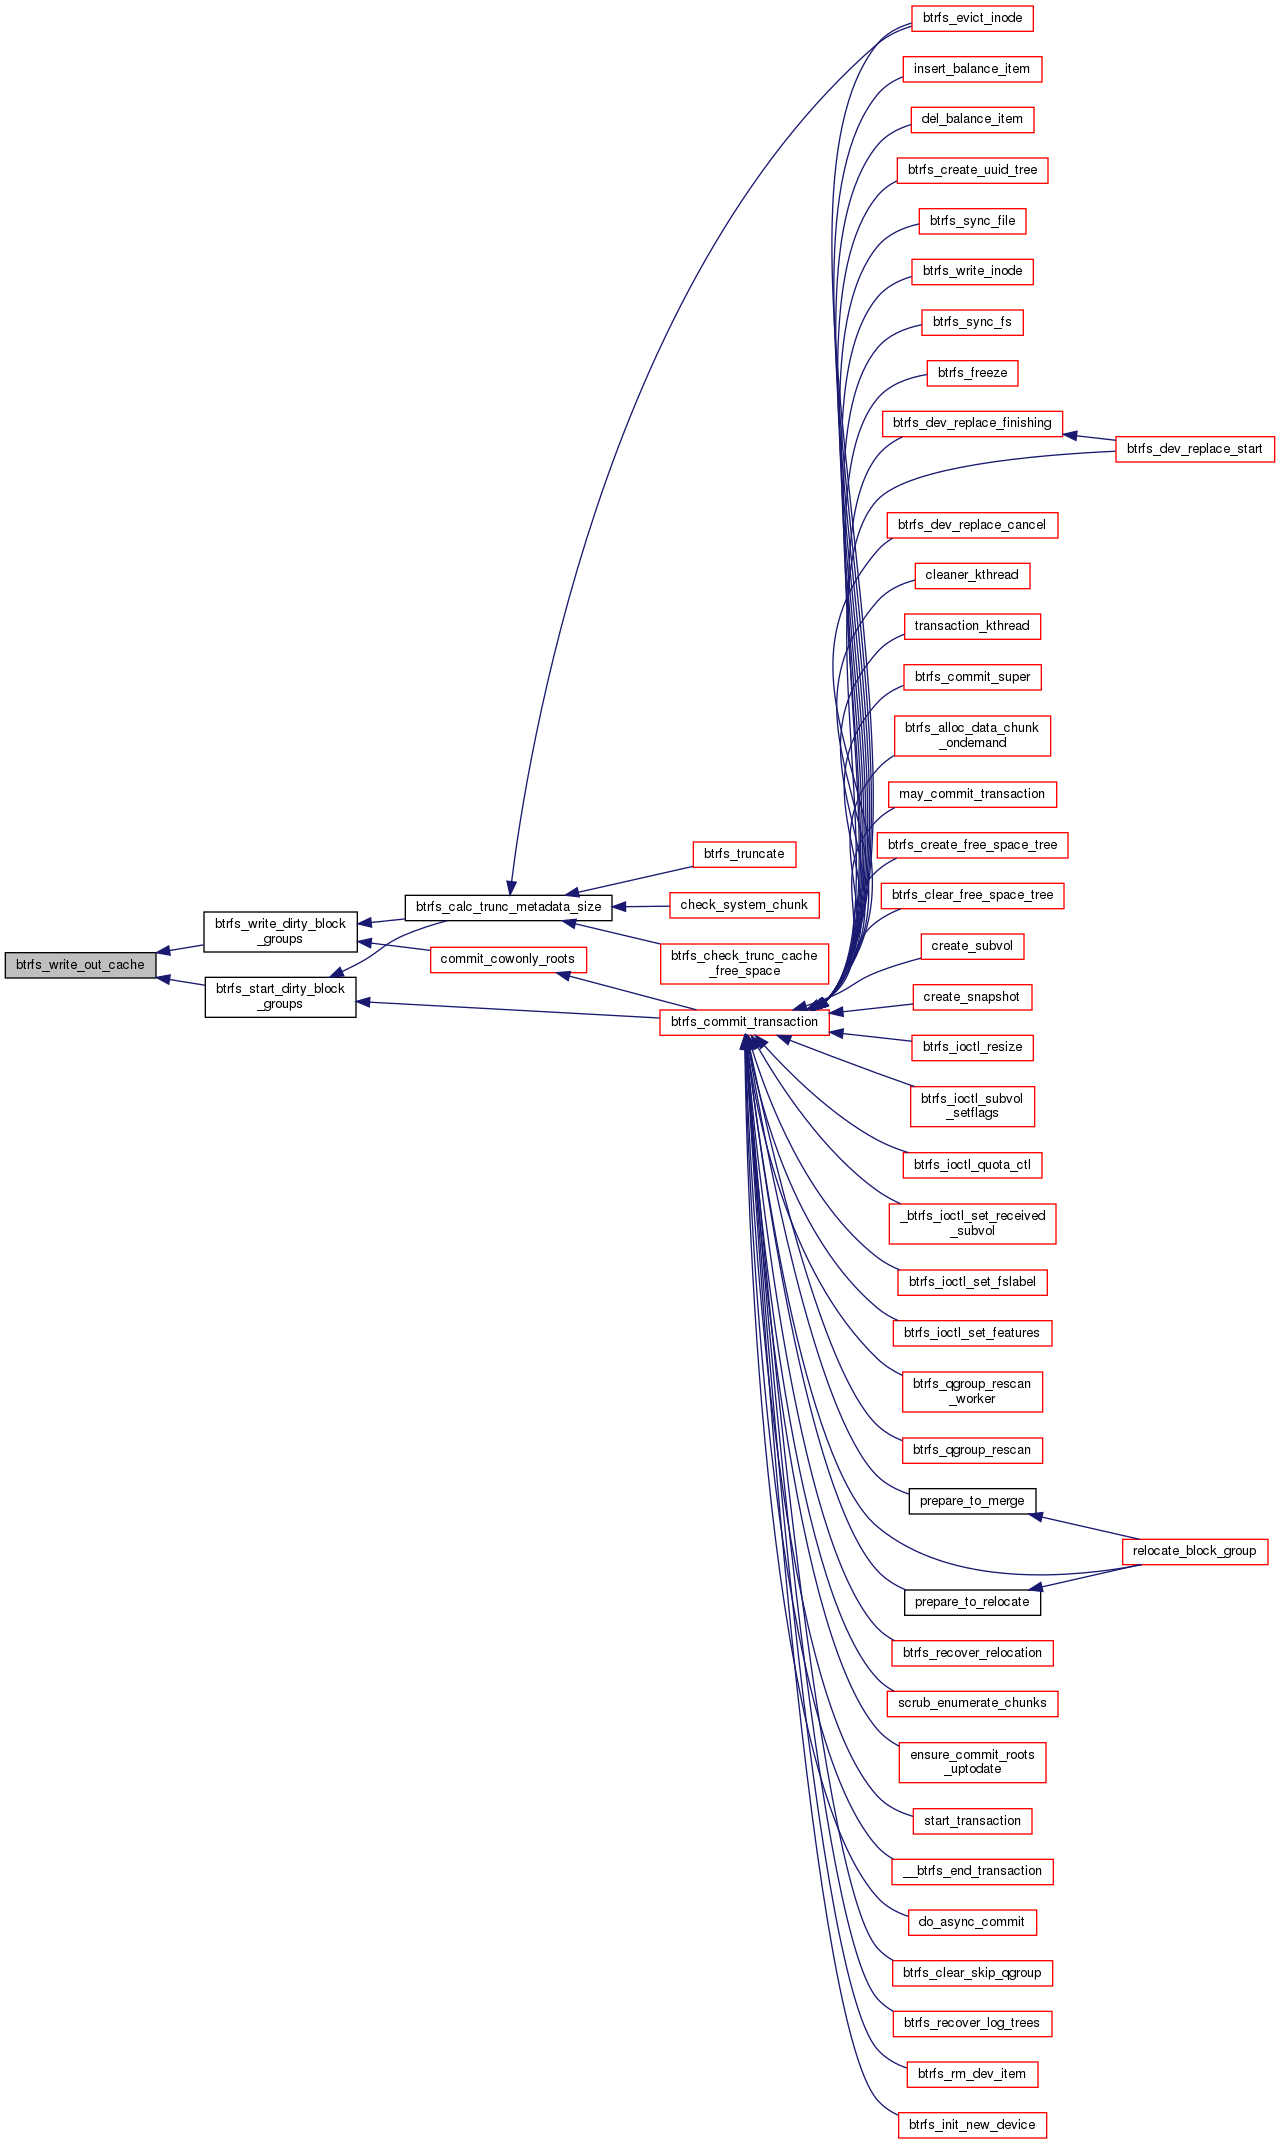 btrfs_evict_inode
insert_balance_item
del_balance_item
btrfs_create_uuid_tree
btrfs_sync_file
btrfs_write_inode
btrfs_sync_fs
btrfs_freeze
btrfs_dev_replace_finishing
btrfs_dev_replace_start
btrfs_dev_replace_cancel
cleaner_kthread
transaction_kthread
btrfs_commit_super
btrfs_alloc_data_chunk
_ondemand
may_commit_transaction
btrfs_create_free_space_tree
btrfs_truncate
btrfs_clear_free_space_tree
btrfs_calc_trunc_metadata_size
check_system_chunk
btrfs_write_dirty_block
_groups
create_subvol
btrfs_check_trunc_cache
_free_space
commit_cowonly_roots
btrfs_write_out_cache
btrfs_start_dirty_block
_groups
create_snapshot
btrfs_commit_transaction
btrfs_ioctl_resize
btrfs_ioctl_subvol
_setflags
btrfs_ioctl_quota_ctl
_btrfs_ioctl_set_received
_subvol
btrfs_ioctl_set_fslabel
btrfs_ioctl_set_features
btrfs_qgroup_rescan
_worker
btrfs_qgroup_rescan
prepare_to_merge
relocate_block_group
prepare_to_relocate
btrfs_recover_relocation
scrub_enumerate_chunks
ensure_commit_roots
_uptodate
start_transaction
__btrfs_end_transaction
do_async_commit
btrfs_clear_skip_qgroup
btrfs_recover_log_trees
btrfs_rm_dev_item
btrfs_init_new_device